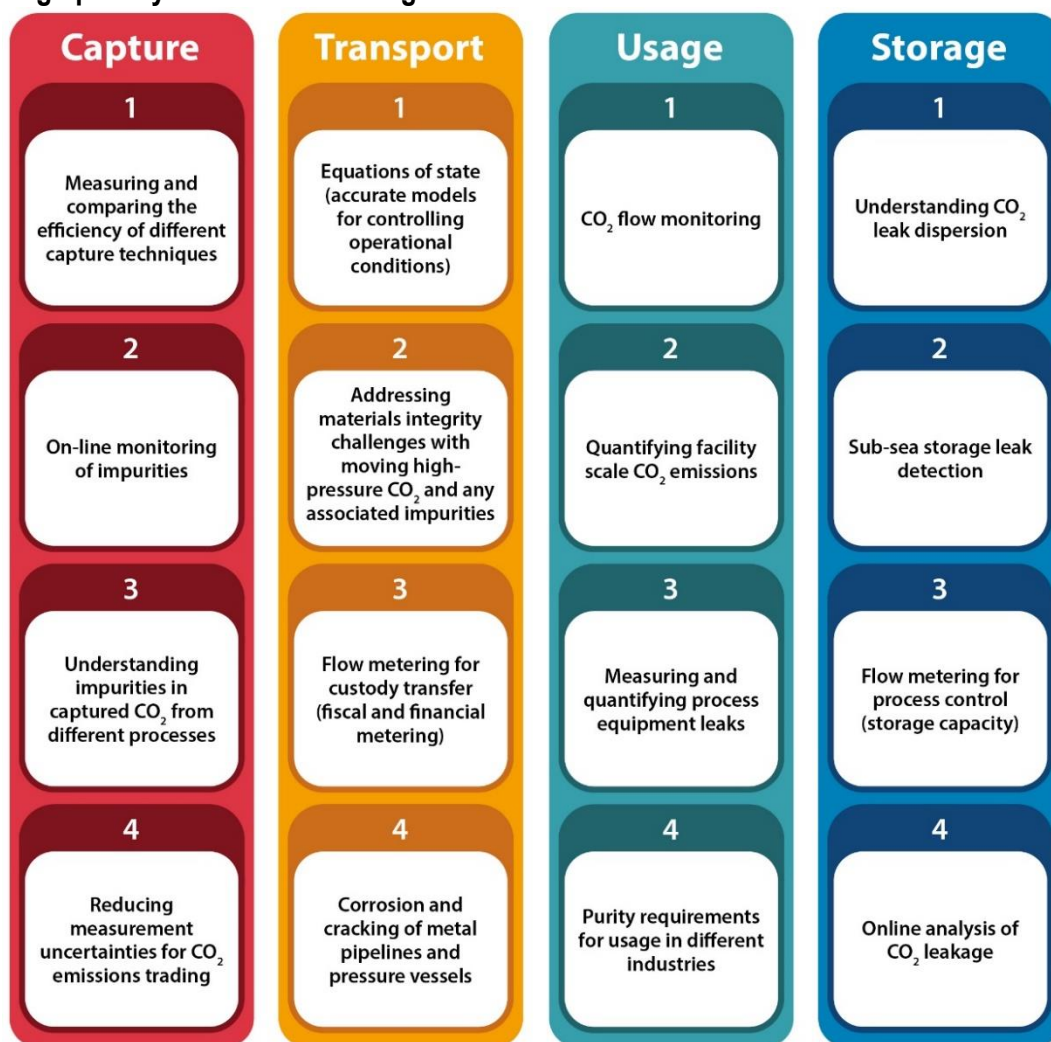 Capture
1
Measuring and
comparing the
efficiency of different
capture techniques
2
On-line monitoring
of impurities
3
Understanding
impurities in
captured CO₂ from
different processes
4
Reducing
measurement
uncertainties for CO₂
emissions trading
Transport
1
Equations of state
(accurate models
for controlling
operational
conditions)
2
Addressing
materials integrity
challenges with
moving high-
pressure CO₂ and any
associated impurities
3
Flow metering for
custody transfer
(fiscal and financial
metering)
4
Corrosion and
cracking of metal
pipelines and
pressure vessels
Usage
1
CO₂ flow monitoring
2
Quantifying facility
scale CO₂ emissions
3
Measuring and
quantifying process
equipment leaks
4
Purity requirements
for usage in different
industries
Storage
1
Understanding CO₂
leak dispersion
2
Sub-sea storage leak
detection
3
Flow metering for
process control
(storage capacity)
4
Online analysis of
CO₂ leakage